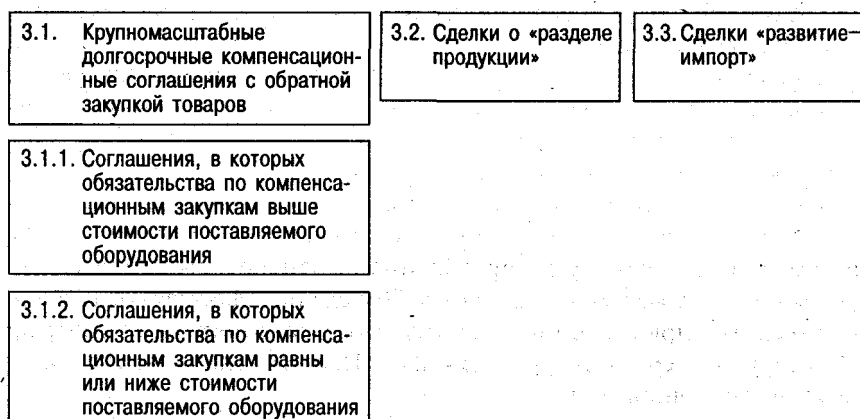 3.1. Крупномасштабные
долгосрочные компенсацион-
ные соглашения с обратной
закупкой товаров
3.2. Сделки о «разделе
продукции»
3.3. Сделки «развитие—
импорт»
3.1.1. Соглашения, в которых
обязательства по компенса-
ционным закупкам выше
стоимости поставляемого
оборудования
3.1.2. Соглашения, в которых
обязательства по компенса-
ционным закупкам равны
или ниже стоимости
поставляемого оборудования